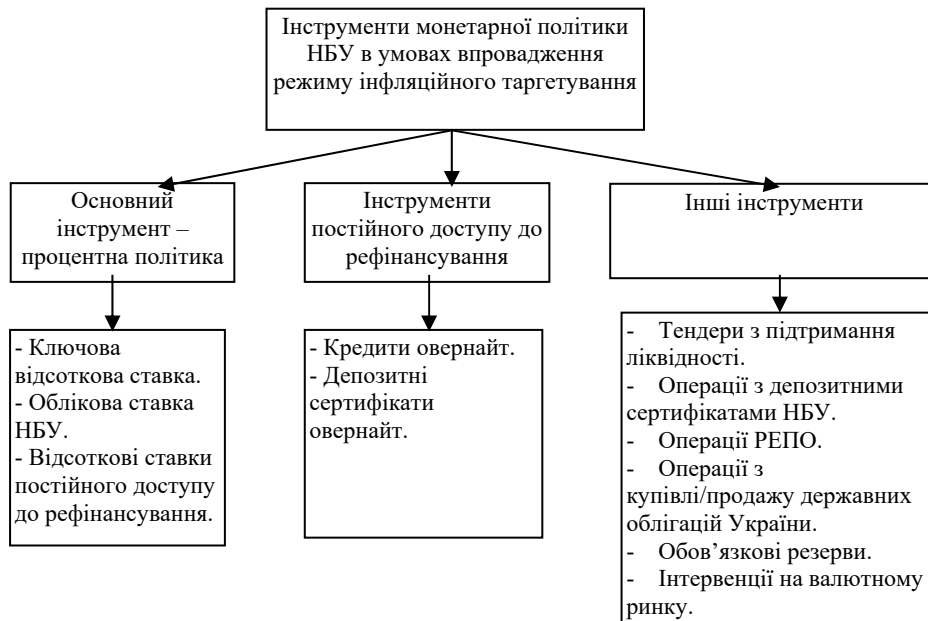 Інструменти монетарної політики
НБУ в умовах впровадження
режиму інфляційного таргетування
Основний
інструмент –
процентна політика
Інструменти
постійного доступу до
рефінансування
Інші інструменти
- Ключова
відсоткова ставка.
- Облікова ставка
НБУ.
- Відсоткові ставки
постійного доступу
до рефінансування.
- Кредити овернайт.
- Депозитні
сертифікати
овернайт.
- Тендери з підтримання
ліквідності.
- Операції з депозитними
сертифікатами НБУ.
- Операції РЕПО.
- Операції з
купівлі/продажу державних
облігацій України.
- Обов’язкові резерви.
- Інтервенції на валютному
ринку.